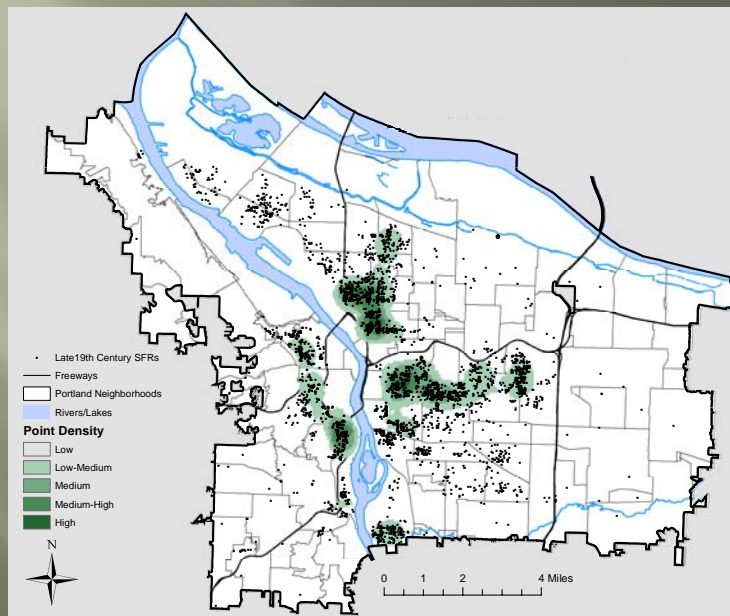 Late19th Century SFRs
Freeways
Portland Neighborhoods
Rivers/Lakes
Point Density
Low
Low-Medium
Medium
Medium-High
High
N
0 1 2 4 Miles